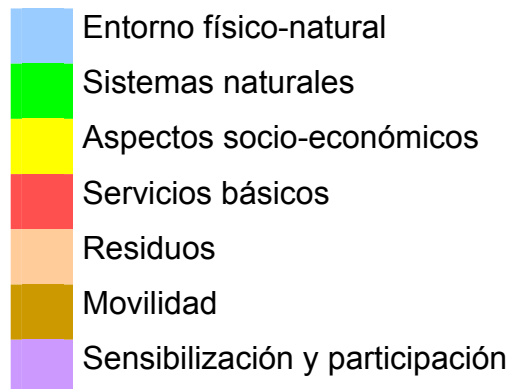 Entorno físico-natural
Sistemas naturales
Aspectos socio-económicos
Servicios básicos
Residuos
Movilidad
Sensibilización y participación